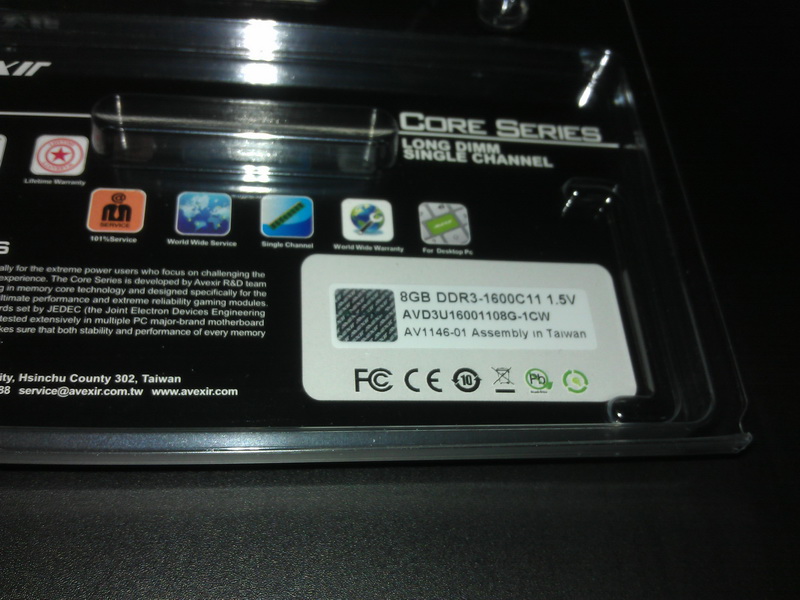 CORE SERIES
LONG DIMM
SINGLE CHANNEL
Lifetime Warranty
@
SERVICE
101%Service
World Wide Service
Single Channel
World Wide Warranty
For Desktop Pc
S
ally for the extreme power users who focus on challenging the
experience. The Core Series is developed by Avexir R&D team
g in memory core technology and designed specifically for the
ltimate performance and extreme reliability gaming modules.
rds set by JEDEC (the Joint Electron Devices Engineering
tested extensively in multiple PC major-brand motherboard
kes sure that both stability and performance of every memory
8GB DDR3-1600C11 1.5V
AVD3U16001108G-1CW
AV1146-01 Assembly in Taiwan
FC CE 10 Pb
ity, Hsinchu County 302, Taiwan
88 service@avexir.com.tw www.avexir.com